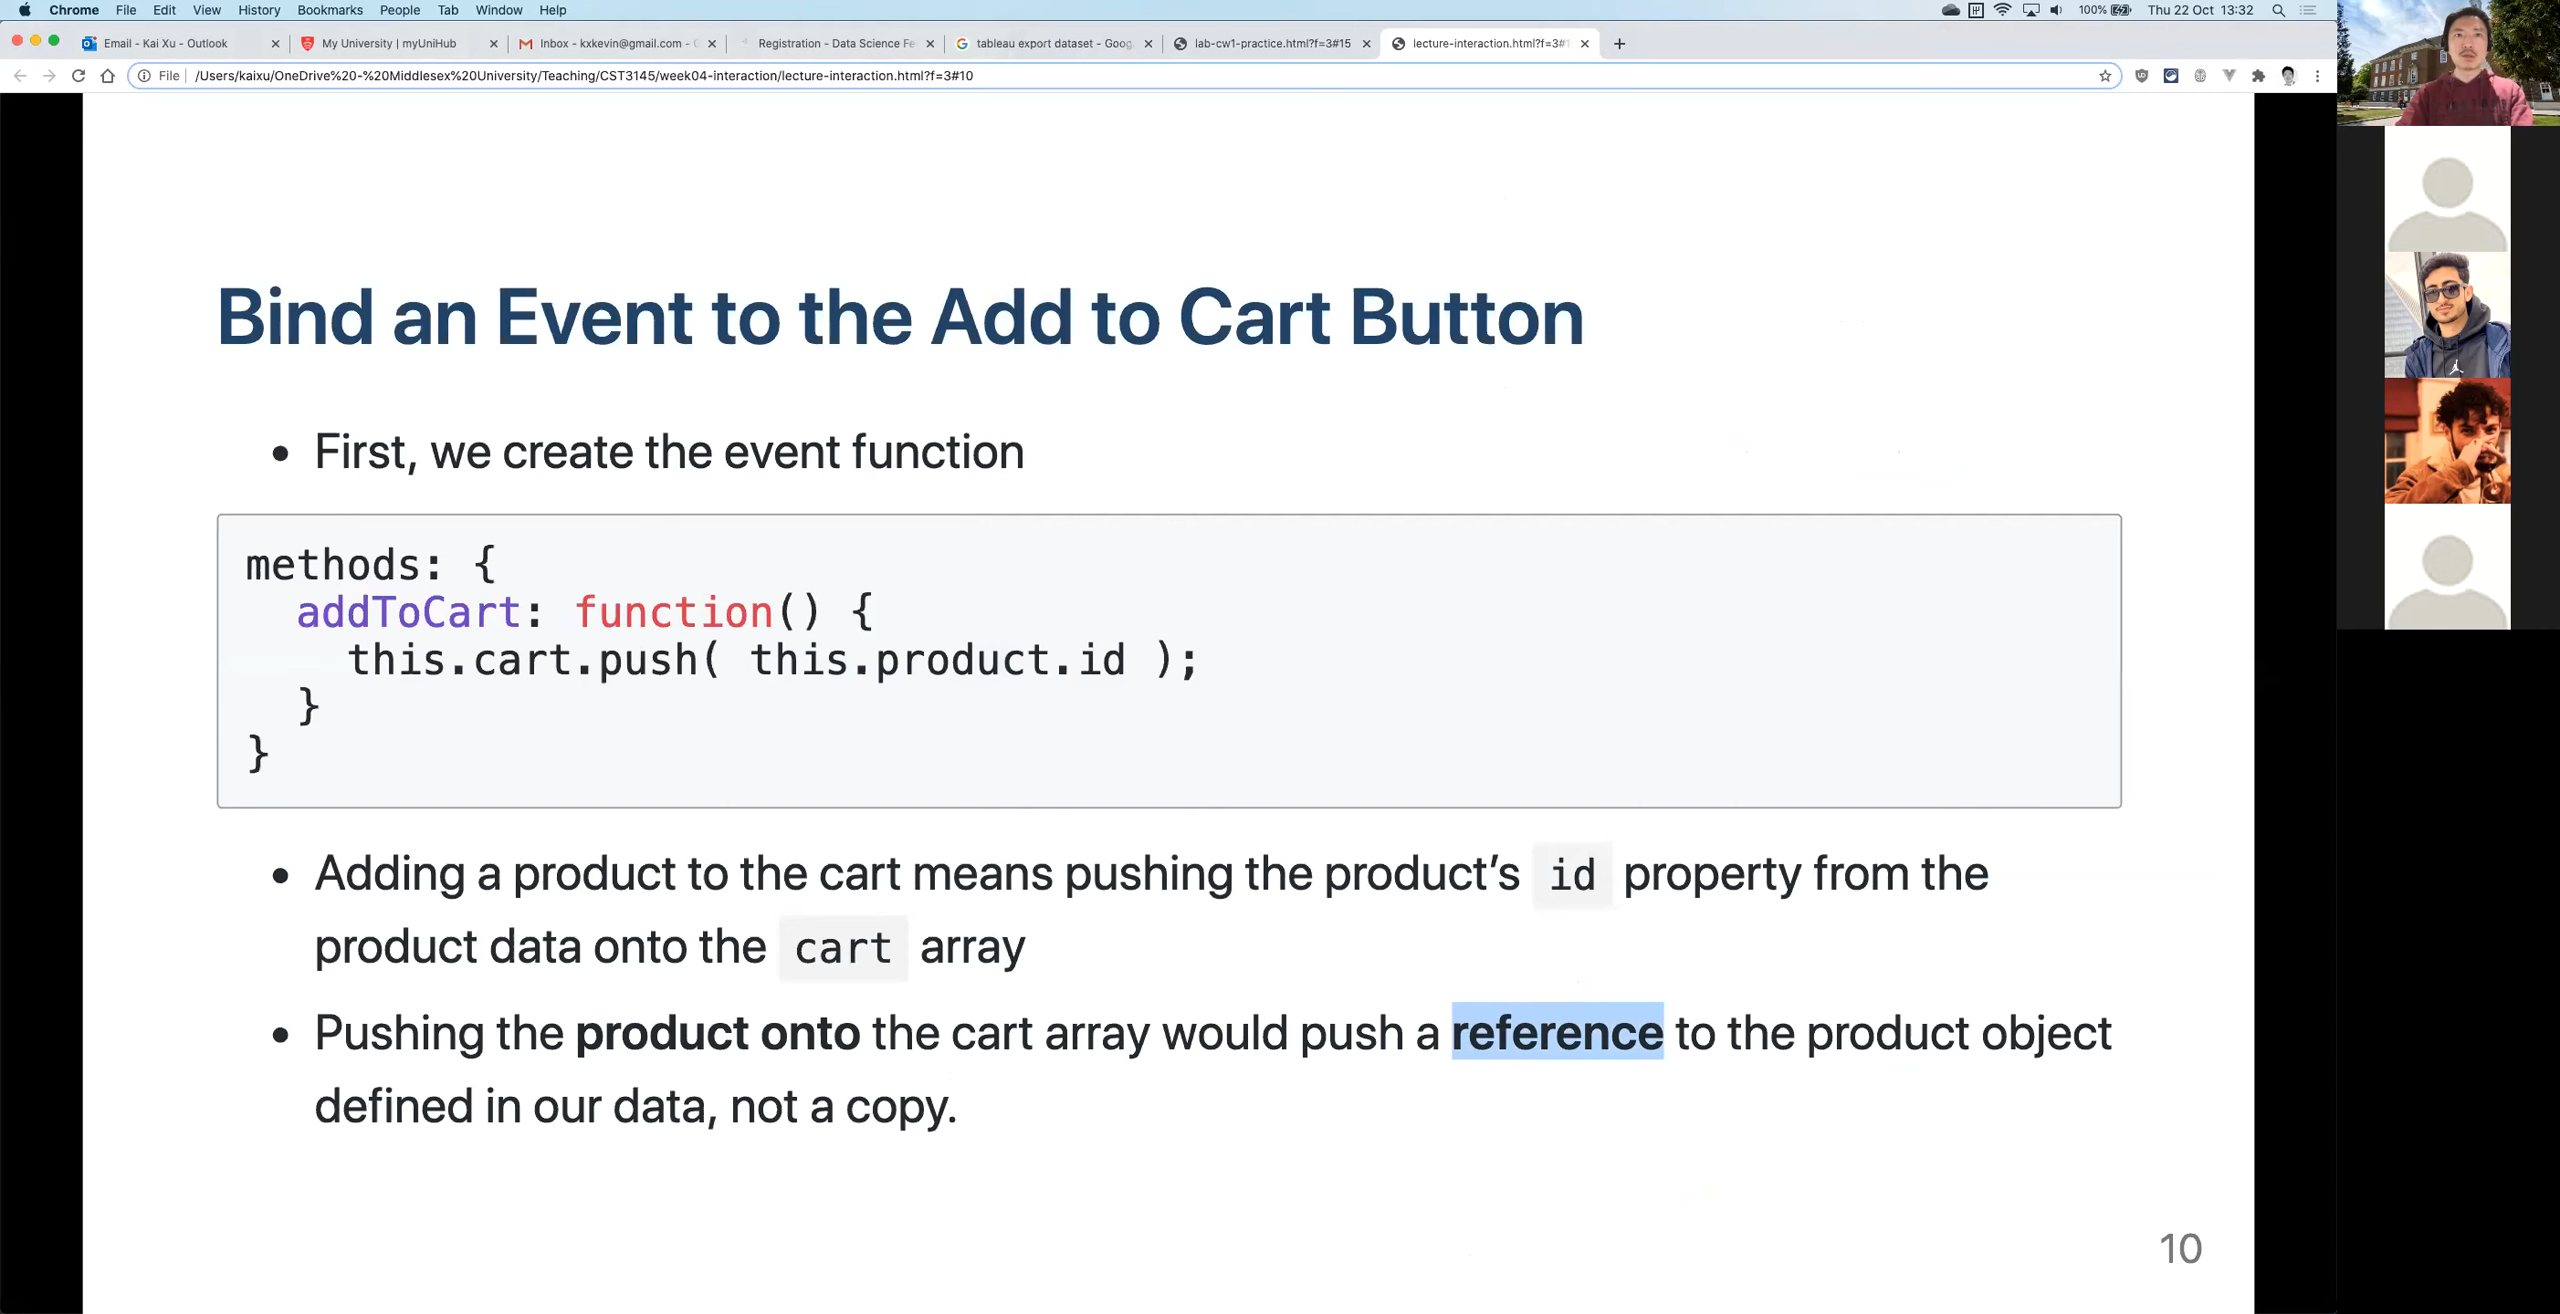 Chrome File Edit View History Bookmarks People Tab Window Help 100% Thu 22 Oct 13:32
Email - Kai Xu - Outlook My University | myUniHub Inbox - kxkevin@gmail.com - Registration - Data Science Fe tableau export dataset - Goog lab-cw1-practice.html?f=3#15 lecture-interaction.html?f=3#1
File /Users/kaixu/OneDrive%20-%20Middlesex%20University/Teaching/CST3145/week04-interaction/lecture-interaction.html?f=3#10
Bind an Event to the Add to Cart Button
• First, we create the event function
methods: {
addToCart: function() {
this.cart.push( this.product.id );
}
}
• Adding a product to the cart means pushing the product’s id property from the
product data onto the cart array
• Pushing the product onto the cart array would push a reference to the product object
defined in our data, not a copy.
10